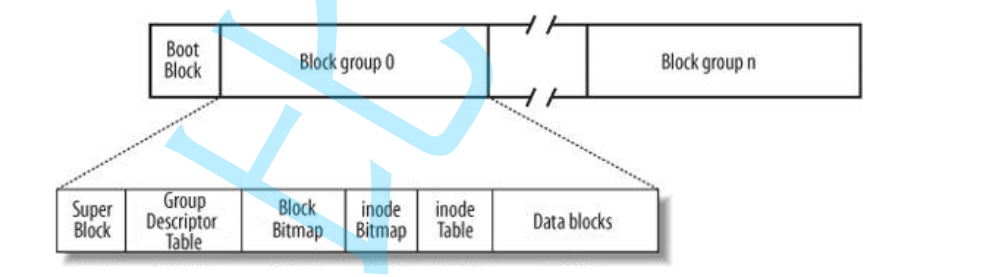 Boot
Block
Block group 0
Block group n
Super
Block
Group
Descriptor
Table
Block
Bitmap
inode
Bitmap
inode
Table
Data blocks